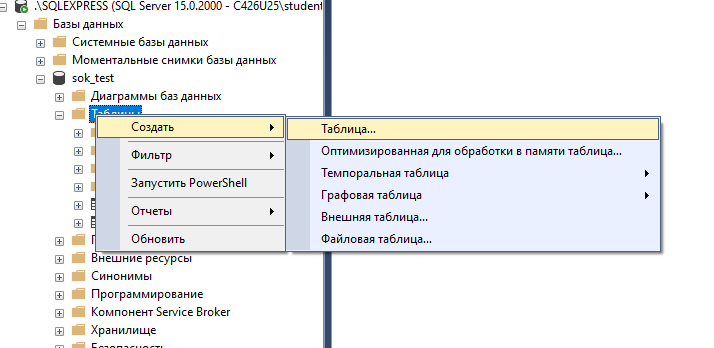 .\SQLEXPRESS (SQL Server 15.0.2000 - C426U25\student
Базы данных
Системные базы данных
Моментальные снимки базы данных
sok_test
Диаграммы баз данных
Таблицы
Создать
Фильтр
Запустить PowerShell
Отчеты
Обновить
Таблица...
Оптимизированная для обработки в памяти таблица...
Темпоральная таблица
Графовая таблица
Внешняя таблица...
Файловая таблица...
Внешние ресурсы
Синонимы
Программирование
Компонент Service Broker
Хранилище
Безопасность